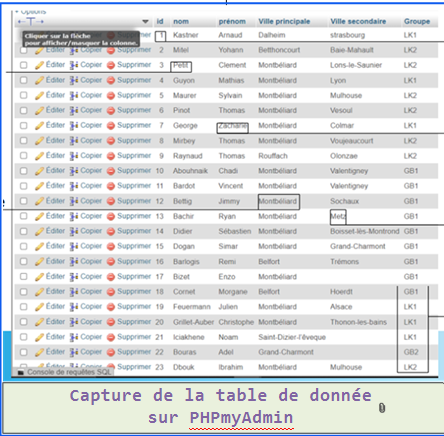 + Options
←T→ id nom prénom Ville principale Ville secondaire Groupe
Cliquer sur la flèche
pour afficher/masquer la colonne.
Supprimer 1 Kastner Arnaud Dalheim strasbourg LK1
Éditer Copier Supprimer 2 Mitel Yohann Betthoncourt Baie-Mahault LK2
Éditer Copier Supprimer 3 Petit Clement Montbéliard Lons-le-Saunier LK2
Éditer Copier Supprimer 4 Guyon Mathias Montbéliard Lyon LK1
Éditer Copier Supprimer 5 Maurer Sylvain Montbéliard Mulhouse LK2
Éditer Copier Supprimer 6 Pinot Thomas Montbéliard Vesoul LK2
Éditer Copier Supprimer 7 George Zacharie Montbéliard Colmar LK1
Éditer Copier Supprimer 8 Mirbey Thomas Montbéliard Voujeaucourt LK2
Éditer Copier Supprimer 9 Raynaud Thomas Rouffach Olonzae LK2
Éditer Copier Supprimer 10 Abouhnaik Chadi Montbéliard Valentigney GB1
Éditer Copier Supprimer 11 Bardot Vincent Montbéliard Valentigney GB1
Éditer Copier Supprimer 12 Bettig Jimmy Montbéliard Sochaux GB1
Éditer Copier Supprimer 13 Bachir Ryan Montbéliard Metz GB1
Éditer Copier Supprimer 14 Didier Sébastien Montbéliard Boisset-lès-Montrond GB1
Éditer Copier Supprimer 15 Dogan Simar Montbéliard Grand-Charmont GB1
Éditer Copier Supprimer 16 Barlogis Remi Belfort Trémons GB1
Éditer Copier Supprimer 17 Bizet Enzo Montbéliard GB1
Éditer Copier Supprimer 18 Cornet Morgane Belfort Hoerdt GB1
Éditer Copier Supprimer 19 Feuermann Julien Montbéliard Alsace LK1
Éditer Copier Supprimer 20 Grillet-Auber Christophe Montbéliard Thonon-les-bains LK1
Éditer Copier Supprimer 21 Iciakhene Noam Saint-Dizier-l'évêque LK1
Éditer Copier Supprimer 22 Bouras Adel Grand-Charmont GB2
Éditer Copier Supprimer 23 Dbouk Ibrahim Montbéliard Mulhouse LK2
Console de requêtes SQL
Capture de la table de donnée
sur PHPmyAdmin